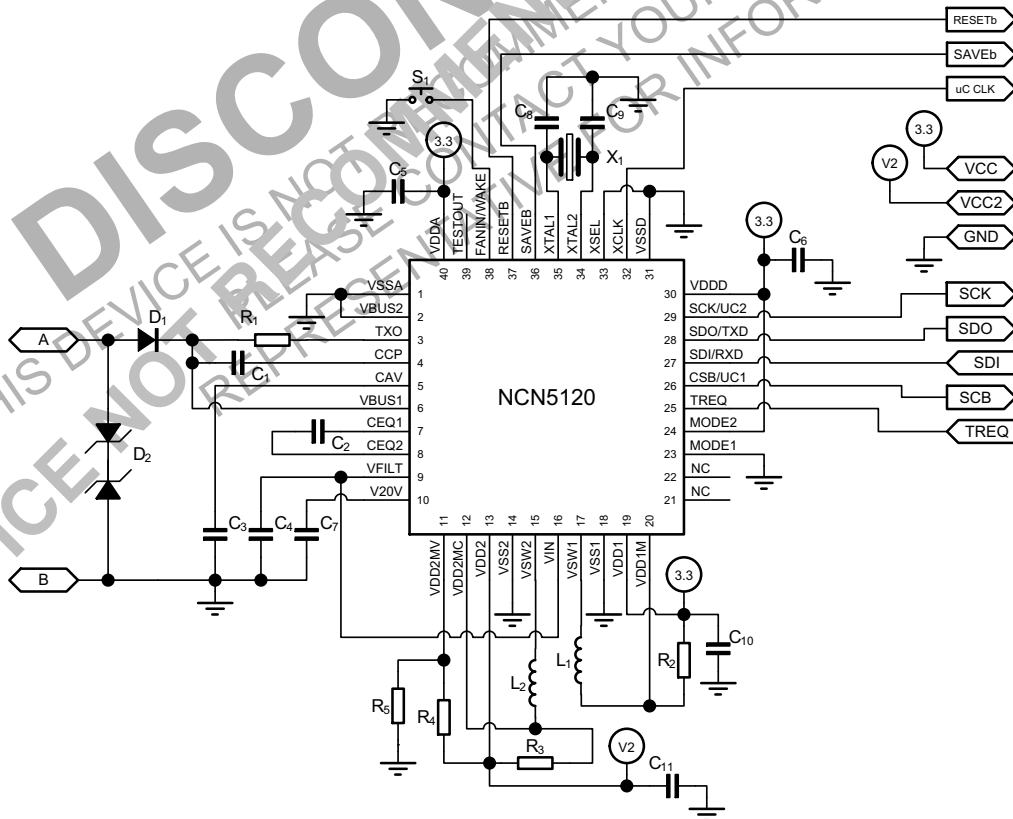 RESETb
SAVEb
uC CLK
S1
C8
C9
X1
3.3
C5
3.3
V2
VCC
VCC2
GND
VDDA
TESTOUT
FANIN/WAKE
RESETB
SAVEB
XTAL1
XTAL2
XSEL
XCLK
VSSD
40
39
38
37
36
35
34
33
32
31
3.3
C6
VSSA 1
VBUS2 2
TXO 3
CCP 4
CAV 5
VBUS1 6
CEQ1 7
CEQ2 8
VFILT 9
V20V 10
NCN5120
30 VDDD
29 SCK/UC2
28 SDO/TXD
27 SDI/RXD
26 CSB/UC1
25 TREQ
24 MODE2
23 MODE1
22 NC
21 NC
SCK
SDO
SDI
SCB
TREQ
A
D1
R1
C1
D2
C2
C3
C4
C7
B
11
12
13
14
15
16
17
18
19
20
VDD2MV
VDD2MC
VDD2
VSS2
VSW2
VIN
VSW1
VSS1
VDD1
VDD1M
3.3
C10
R2
L1
L2
R5
R4
R3
V2
C11
DISCON
HIS DEVICE IS NOT
ICE NOT RECOMMEN
PLEASE CONTACT YOUR
REPRESENTATIVE FOR INFOR